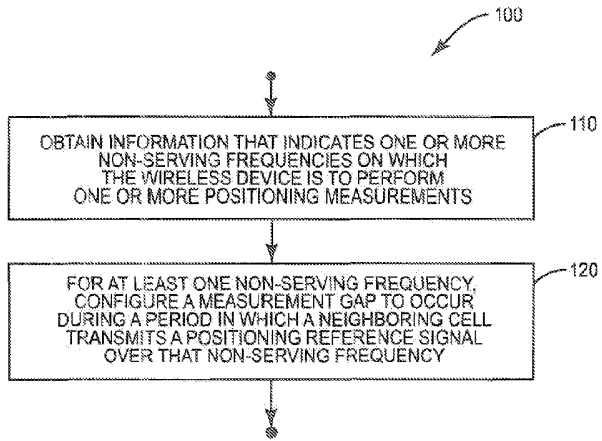 100
110
OBTAIN INFORMATION THAT INDICATES ONE OR MORE
NON-SERVING FREQUENCIES ON WHICH
THE WIRELESS DEVICE IS TO PERFORM
ONE OR MORE POSITIONING MEASUREMENTS
120
FOR AT LEAST ONE NON-SERVING FREQUENCY,
CONFIGURE A MEASUREMENT GAP TO OCCUR
DURING A PERIOD IN WHICH A NEIGHBORING CELL
TRANSMITS A POSITIONING REFERENCE SIGNAL
OVER THAT NON-SERVING FREQUENCY